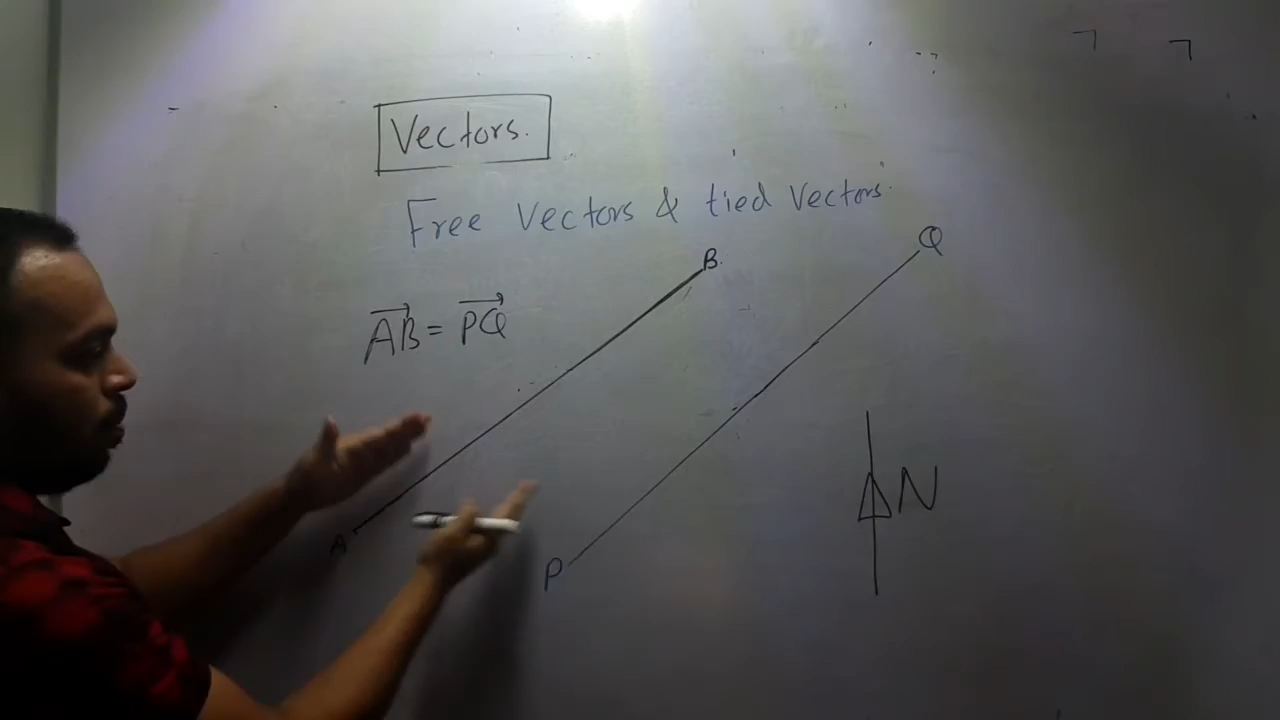 Vectors.
Free vectors & tied vectors.
B
Q
AB = PQ
N
A
P